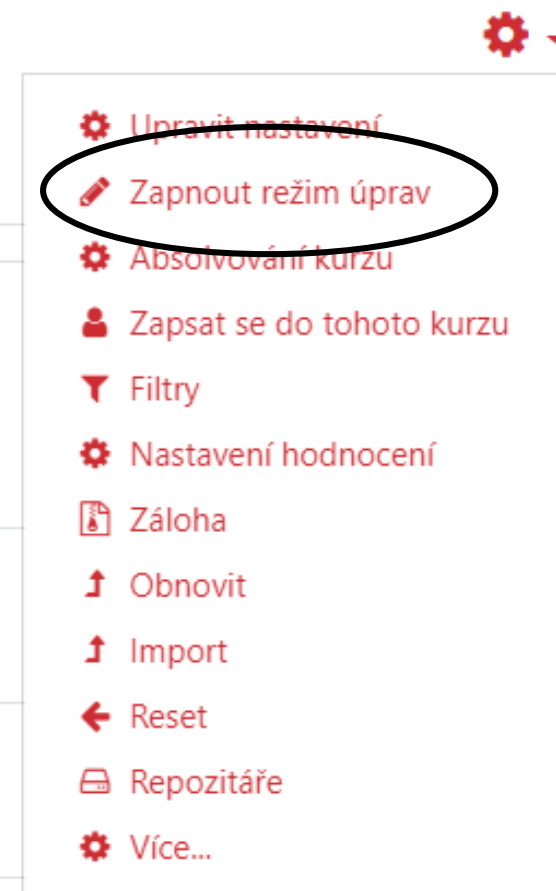 Upravit nastavení
Zapnout režim úprav
Absolvování kurzu
Zapsat se do tohoto kurzu
Filtry
Nastavení hodnocení
Záloha
Obnovit
Import
Reset
Repozitáře
Více...